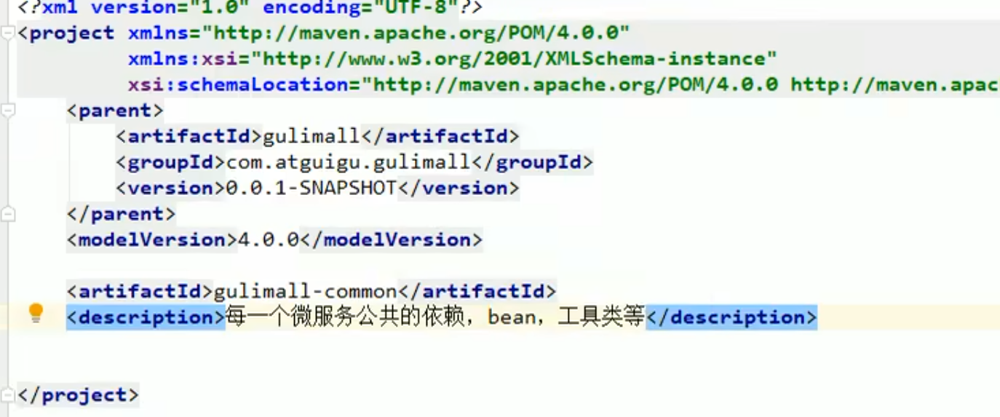 <?xml version="1.0" encoding="UTF-8"?>
<project xmlns="http://maven.apache.org/POM/4.0.0"
xmlns:xsi="http://www.w3.org/2001/XMLSchema-instance"
xsi:schemaLocation="http://maven.apache.org/POM/4.0.0 http://maven.apac
<parent>
<artifactId>gulimall</artifactId>
<groupId>com.atguigu.gulimall</groupId>
<version>0.0.1-SNAPSHOT</version>
</parent>
<modelVersion>4.0.0</modelVersion>
<artifactId>gulimall-common</artifactId>
<description>每一个微服务公共的依赖，bean，工具类等</description>
</project>